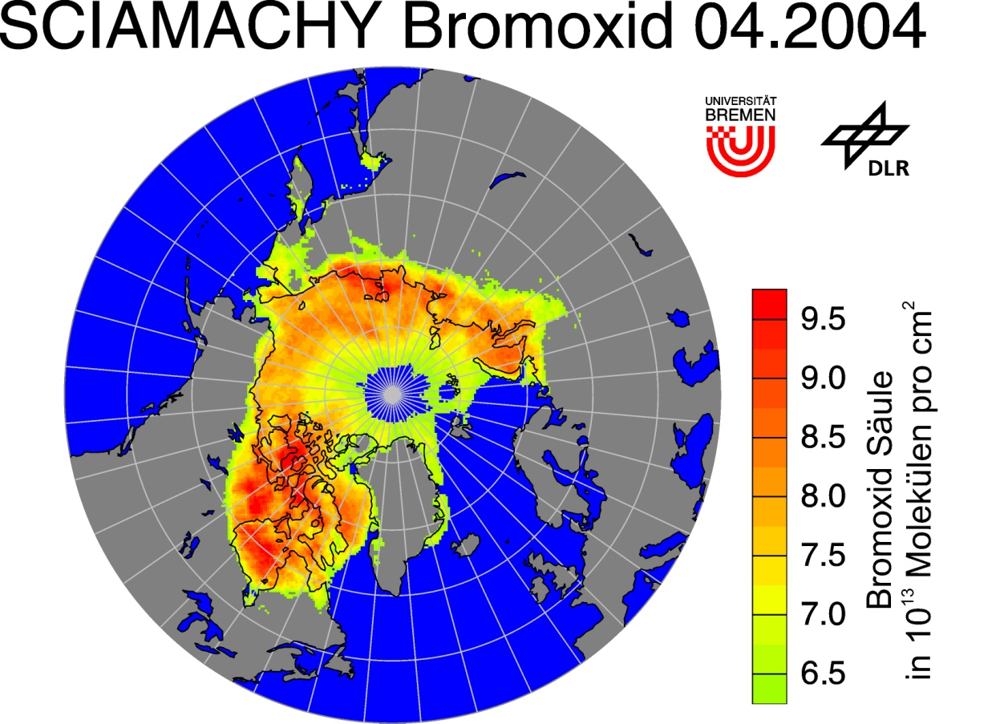 SCIAMACHY Bromoxid 04.2004
UNIVERSITÄT
BREMEN
DLR
9.5
9.0
8.5
8.0
7.5
7.0
6.5
Bromoxid Säule
in 10¹³ Molekülen pro cm²